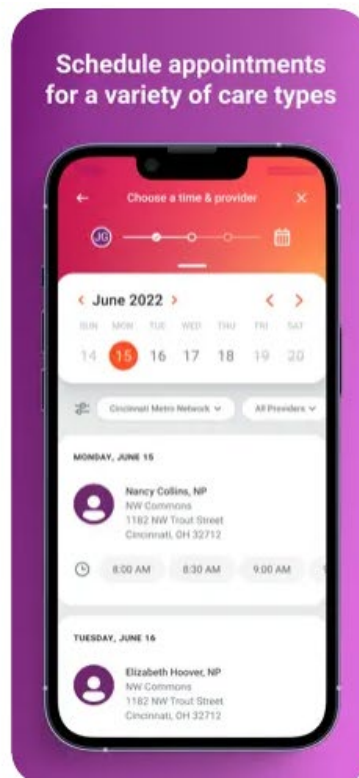 Schedule appointments
for a variety of care types
Choose a time & provider
JG
June 2022
SUN MON TUE WED THU FRI SAT
14 15 16 17 18 19 20
Cincinnati Metro Network All Providers
MONDAY, JUNE 15
Nancy Collins, NP
NW Commons
1182 NW Trout Street
Cincinnati, OH 32712
8:00 AM 8:30 AM 9:00 AM
TUESDAY, JUNE 16
Elizabeth Hoover, NP
NW Commons
1182 NW Trout Street
Cincinnati, OH 32712